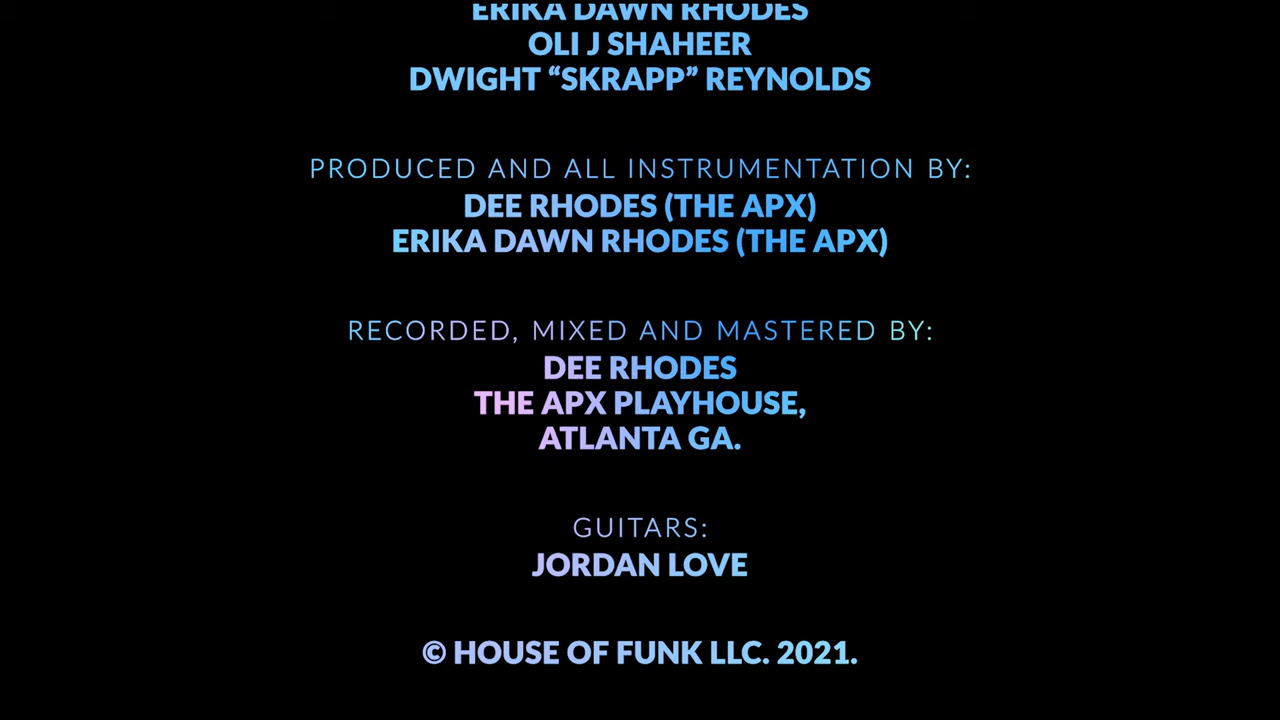 ERIKA DAWN RHODES
OLI J SHAHEER
DWIGHT “SKRAPP” REYNOLDS
PRODUCED AND ALL INSTRUMENTATION BY:
DEE RHODES (THE APX)
ERIKA DAWN RHODES (THE APX)
RECORDED, MIXED AND MASTERED BY:
DEE RHODES
THE APX PLAYHOUSE,
ATLANTA GA.
GUITARS:
JORDAN LOVE
© HOUSE OF FUNK LLC. 2021.